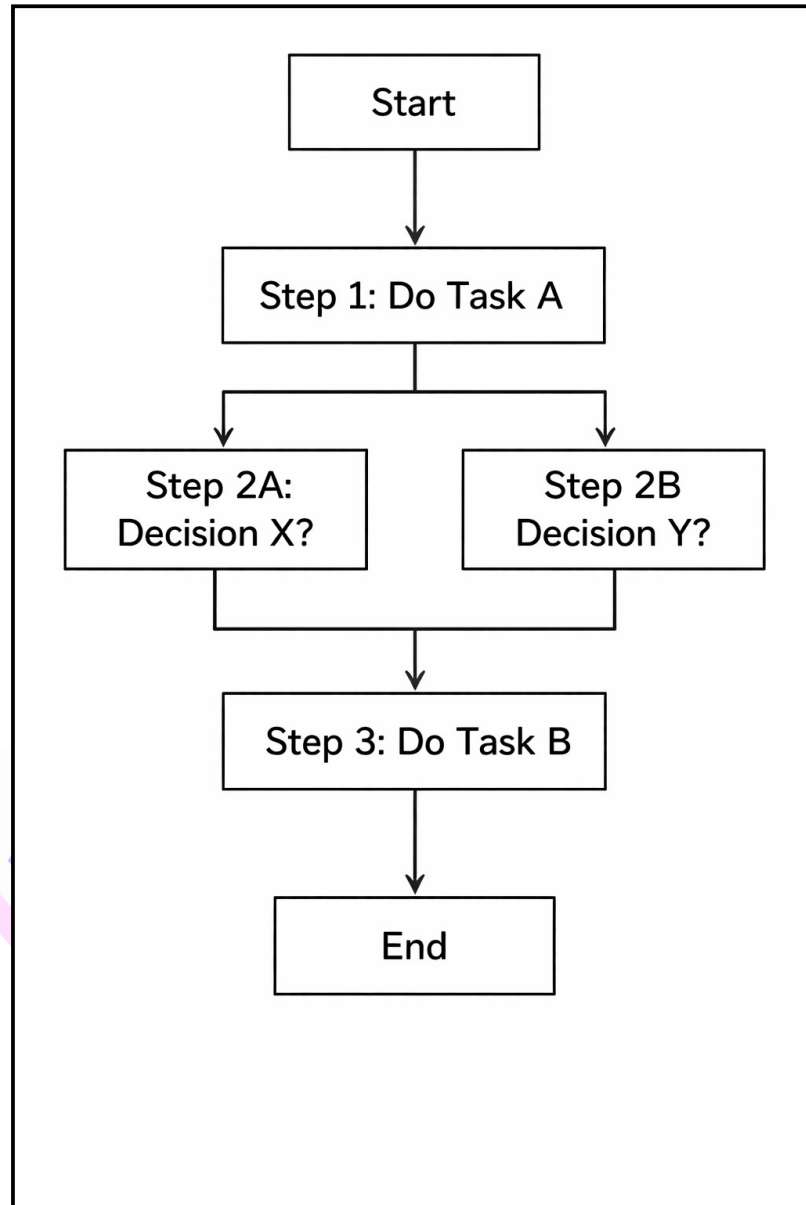 Start
Step 1: Do Task A
Step 2A:
Decision X?
Step 2B
Decision Y?
Step 3: Do Task B
End